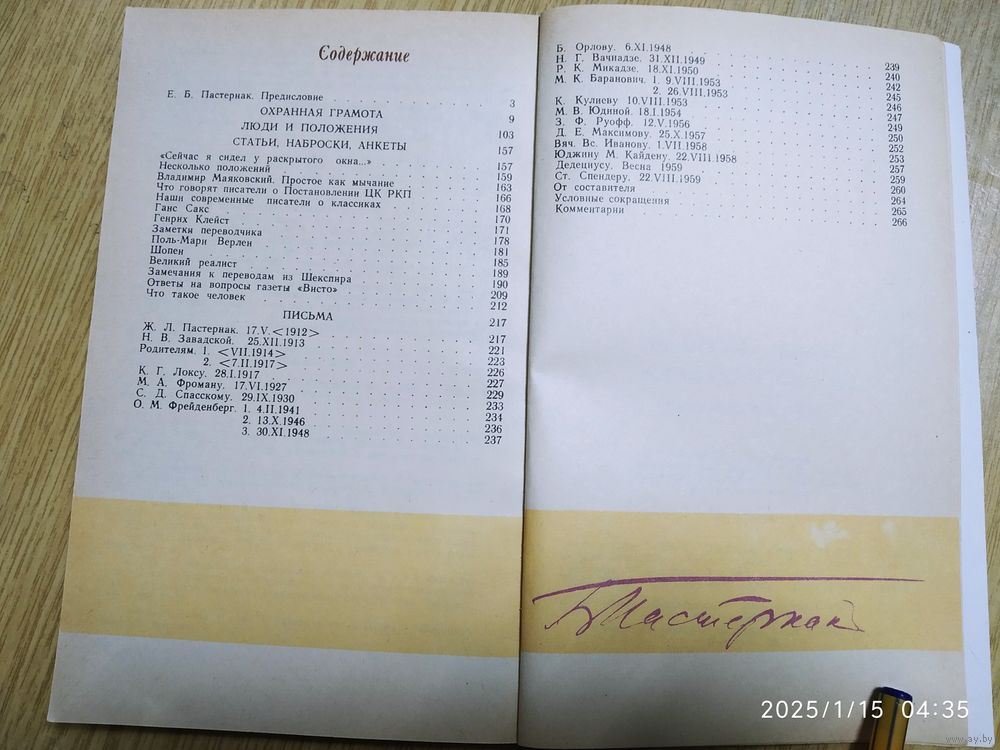 Содержание
Е. Б. Пастернак. Предисловие 3
ОХРАННАЯ ГРАМОТА 9
ЛЮДИ И ПОЛОЖЕНИЯ 103
СТАТЬИ, НАБРОСКИ, АНКЕТЫ 157
«Сейчас я сидел у раскрытого окна...» 157
Несколько положений 159
Владимир Маяковский. Простое как мычание 163
Что говорят писатели о Постановлении ЦК РКП 166
Наши современные писатели о классиках 168
Ганс Сакс 170
Генрих Клейст 171
Заметки переводчика 178
Поль-Мари Верлен 181
Шопен 185
Великий реалист 189
Замечания к переводам из Шекспира 190
Ответы на вопросы газеты «Висто» 209
Что такое человек 212
ПИСЬМА 217
Ж. Л. Пастернак. 17.V.<1912> 217
Н. В. Завадской. 25.XII.1913 221
Родителям. 1. <VII.1914> 223
2. <7.II.1917> 226
К. Г. Локсу. 28.I.1917 227
М. А. Фроману. 17.VI.1927 229
С. Д. Спасскому. 29.IX.1930 233
О. М. Фрейденберг. 1. 4.II.1941 234
2. 13.X.1946 236
3. 30.XI.1948 237
Б. Орлову. 6.XI.1948 239
Н. Г. Вачнадзе. 31.XII.1949 240
Р. К. Микадзе. 18.XI.1950 242
М. К. Баранович. 1. 9.VIII.1953 245
2. 26.VIII.1953 246
К. Кулиеву 10.VIII.1953 247
М. В. Юдиной. 18.I.1954 249
З. Ф. Руофф. 12.V.1956 250
Д. Е. Максимову. 25.X.1957 252
Вяч. Вс. Иванову. 1.VII.1958 253
Юджину М. Кайдену. 22.VIII.1958 257
Дедециусу. Весна 1959 259
Ст. Спендеру. 22.VIII.1959 260
От составителя 264
Условные сокращения 265
Комментарии 266
Б Пастернак
2025/1/15 04:35
www.ay.by